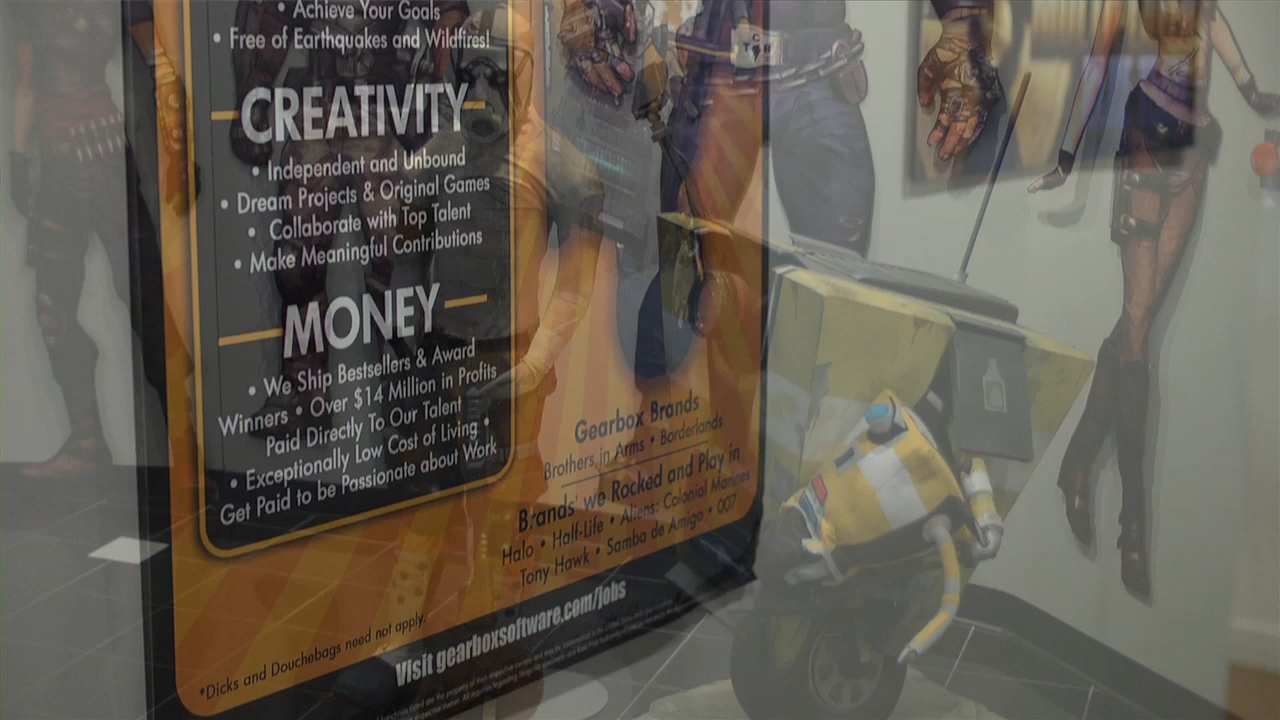 • Achieve Your Goals
• Free of Earthquakes and Wildfires!
CREATIVITY
• Independent and Unbound
• Dream Projects & Original Games
• Collaborate with Top Talent
• Make Meaningful Contributions
MONEY
• We Ship Bestsellers & Award
Winners • Over $14 Million in Profits
Paid Directly To Our Talent
• Exceptionally Low Cost of Living •
Get Paid to be Passionate about Work
Gearbox Brands
Brothers in Arms • Borderlands
Brands' we Rocked and Play in
Halo • Half-Life • Aliens: Colonial Marines
Tony Hawk • Samba de Amigo • 007
*Dicks and Douchebags need not apply.
Visit gearboxsoftware.com/jobs